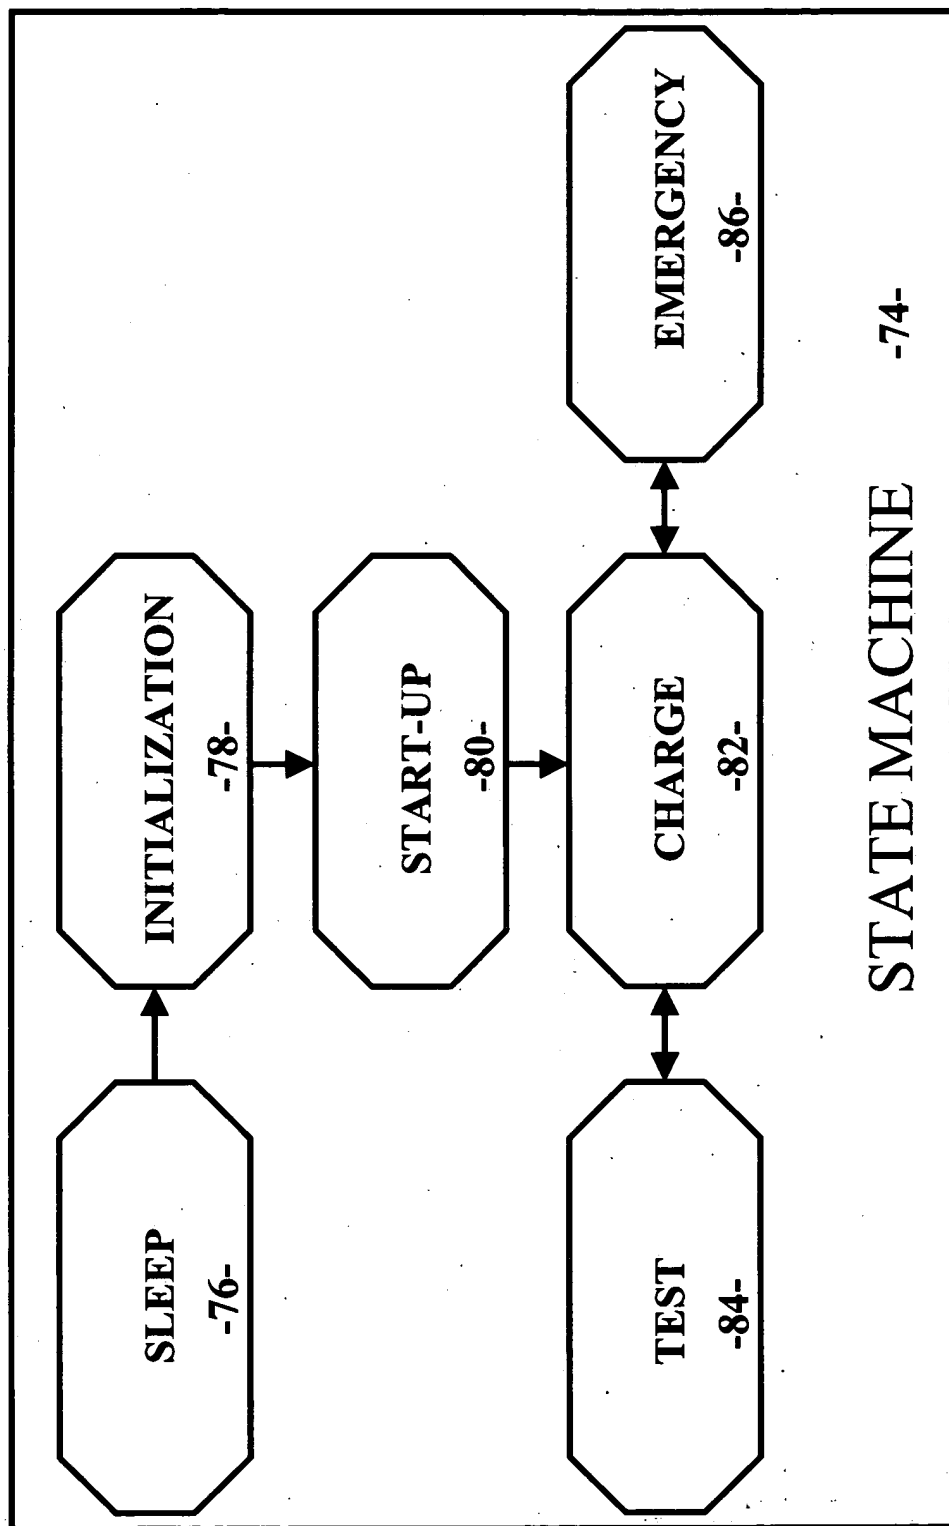 SLEEP
-76-
INITIALIZATION
-78-
START-UP
-80-
TEST
-84-
CHARGE
-82-
EMERGENCY
-86-
STATE MACHINE
-74-